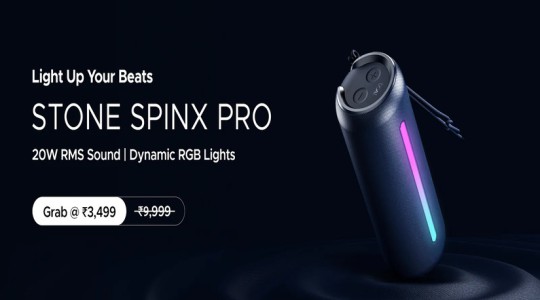 Light Up Your Beats
STONE SPINX PRO
20W RMS Sound | Dynamic RGB Lights
Grab @ ₹3,499 ₹9,999